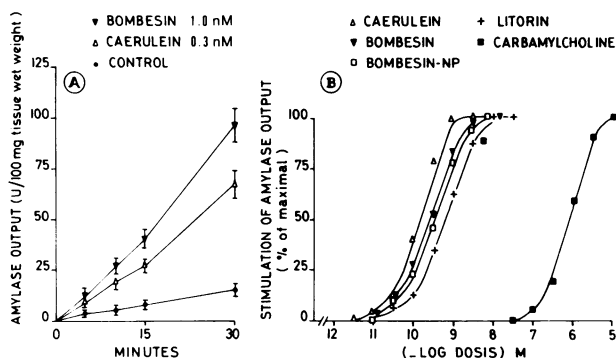 BOMBESIN 1.0 nM
CAERULEIN 0.3 nM
CONTROL
A
AMYLASE OUTPUT (U/100 mg tissue wet weight)
125
100
75
50
25
0
0
15
30
MINUTES
CAERULEIN
BOMBESIN
BOMBESIN-NP
LITORIN
CARBAMYLCHOLINE
B
STIMULATION OF AMYLASE OUTPUT
( % of maximal )
100
75
50
25
0
12
11
10
9
8
7
6
5
(-LOG DOSIS) M